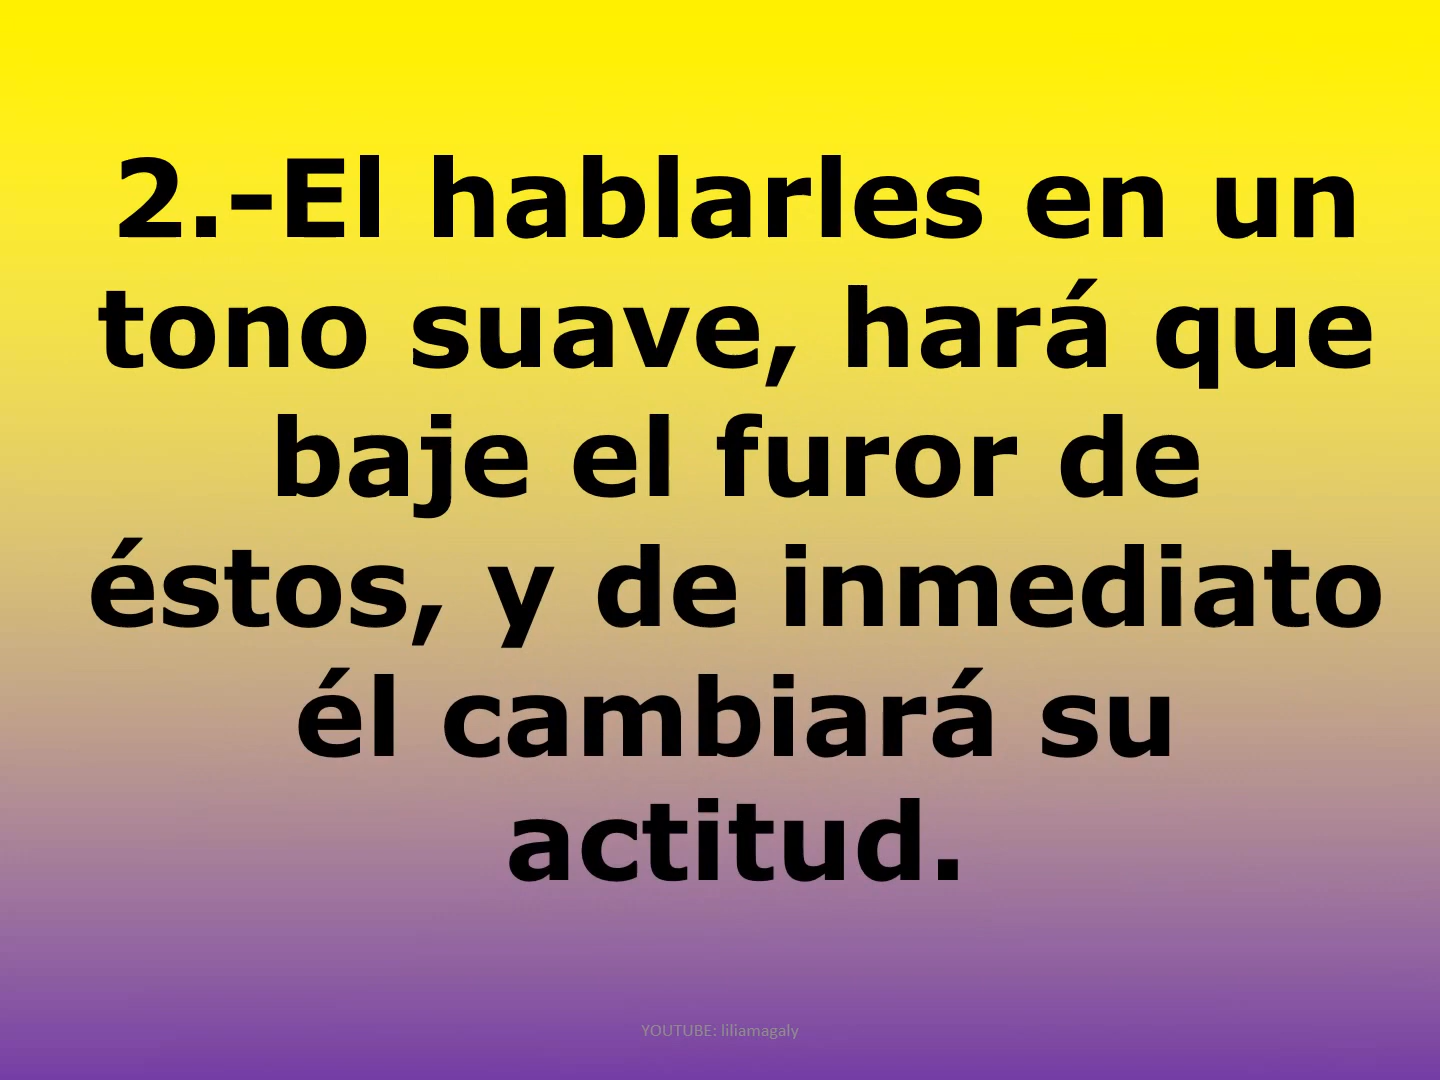 2.-El hablarles en un
tono suave, hará que
baje el furor de
éstos, y de inmediato
él cambiará su
actitud.
YOUTUBE: liliamagaly